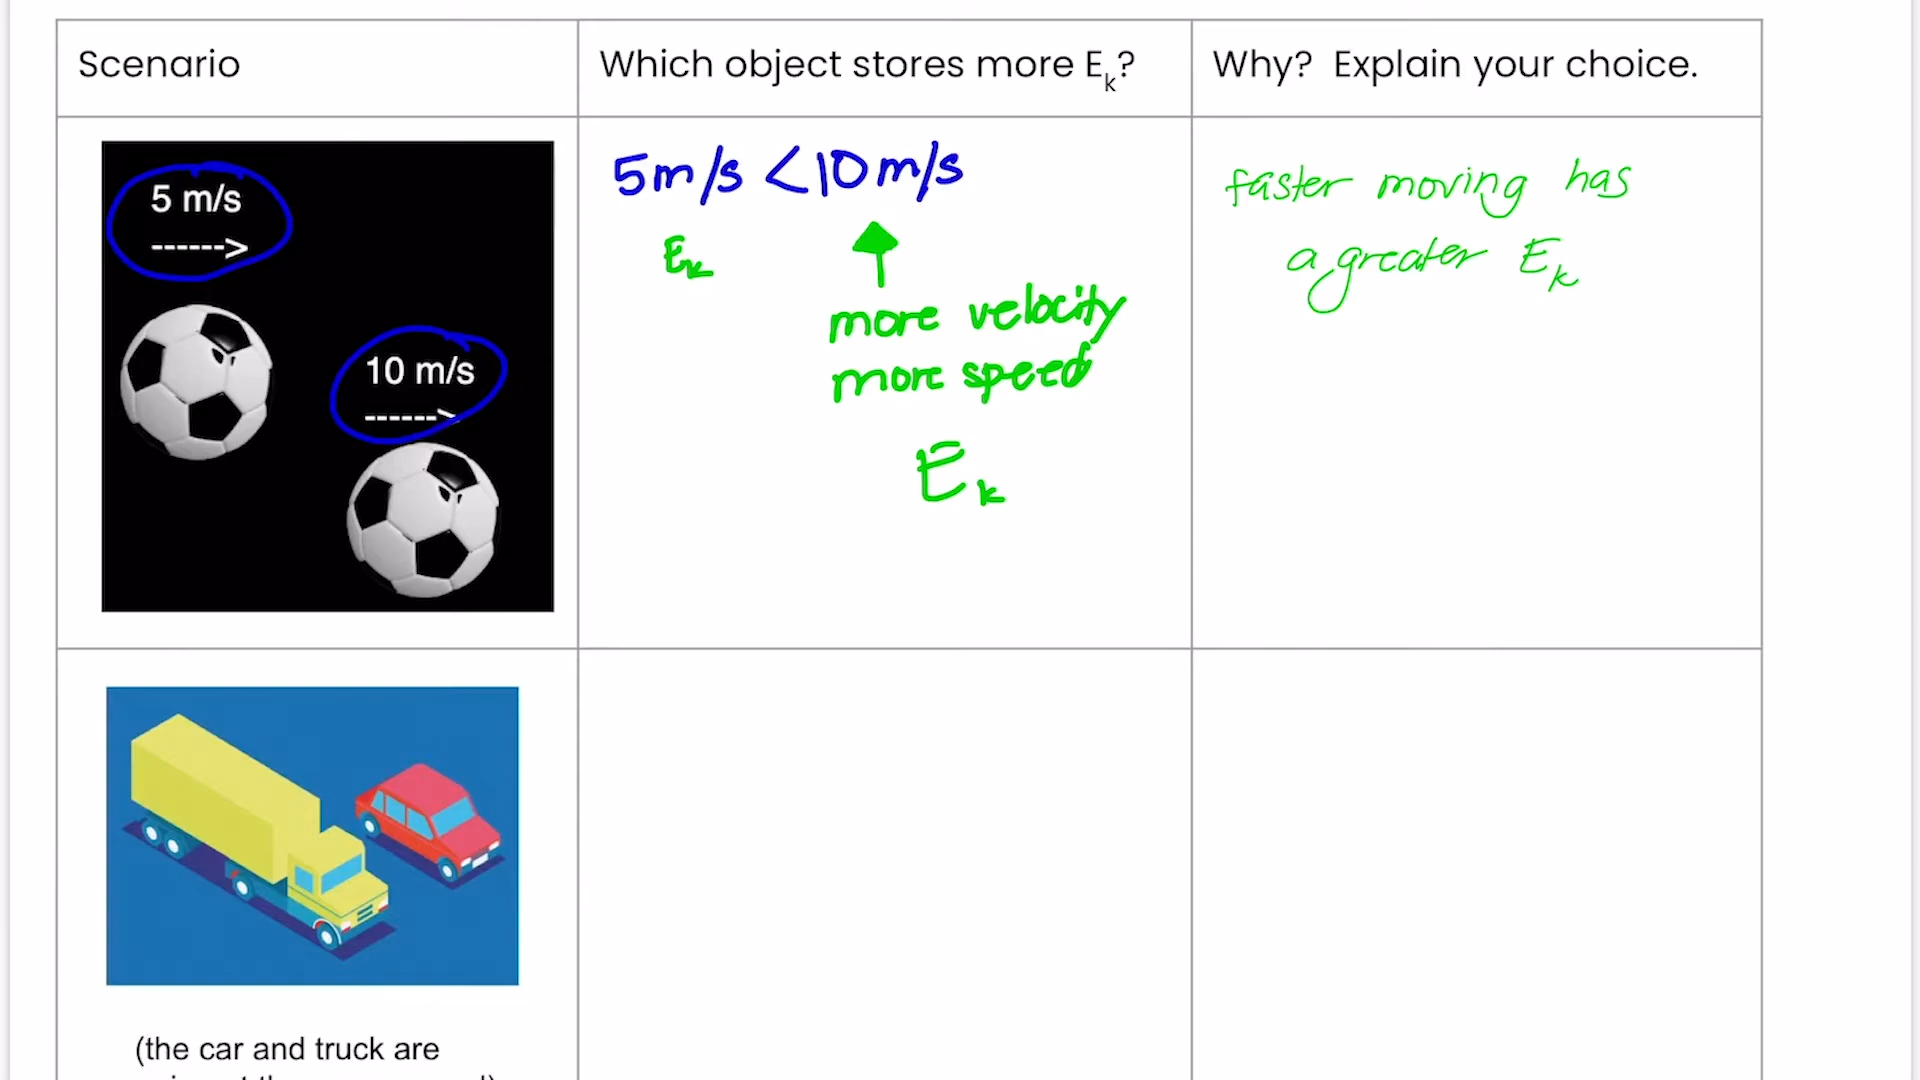 Scenario
Which object stores more Ek?
Why? Explain your choice.
5 m/s
------>
10 m/s
------>
5m/s < 10 m/s
Ek
more velocity
more speed
Ek
faster moving has
a greater Ek
(the car and truck are